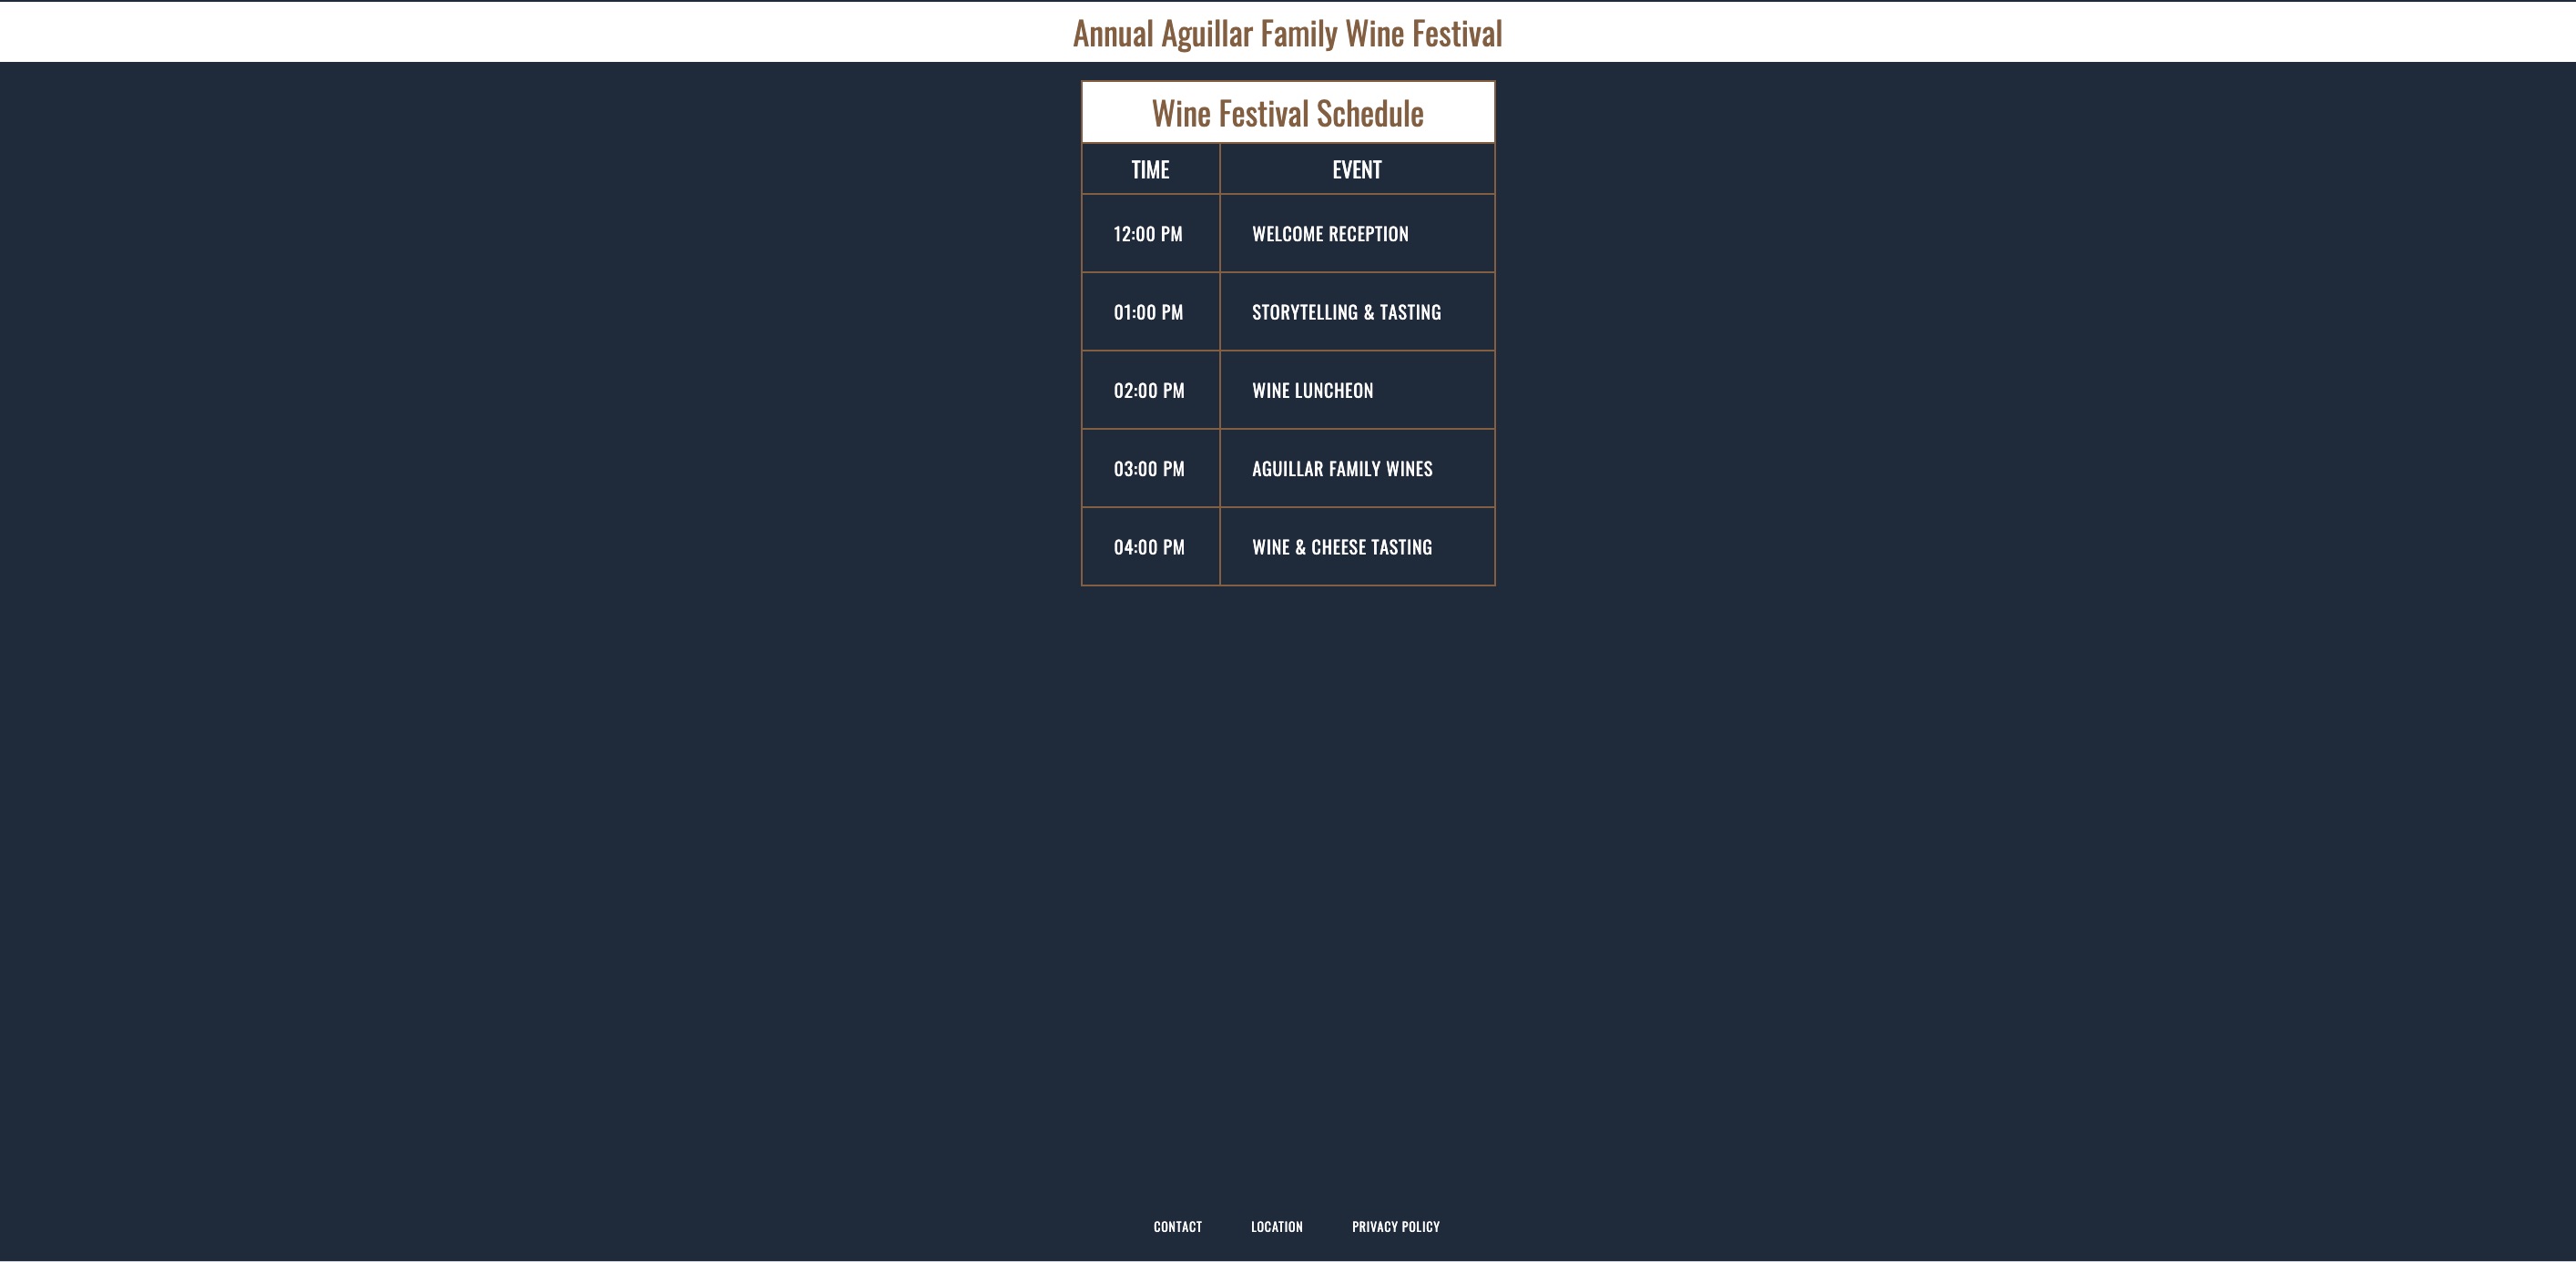 Annual Aguillar Family Wine Festival
Wine Festival Schedule
TIME EVENT
12:00 PM WELCOME RECEPTION
01:00 PM STORYTELLING & TASTING
02:00 PM WINE LUNCHEON
03:00 PM AGUILLAR FAMILY WINES
04:00 PM WINE & CHEESE TASTING
CONTACT LOCATION PRIVACY POLICY